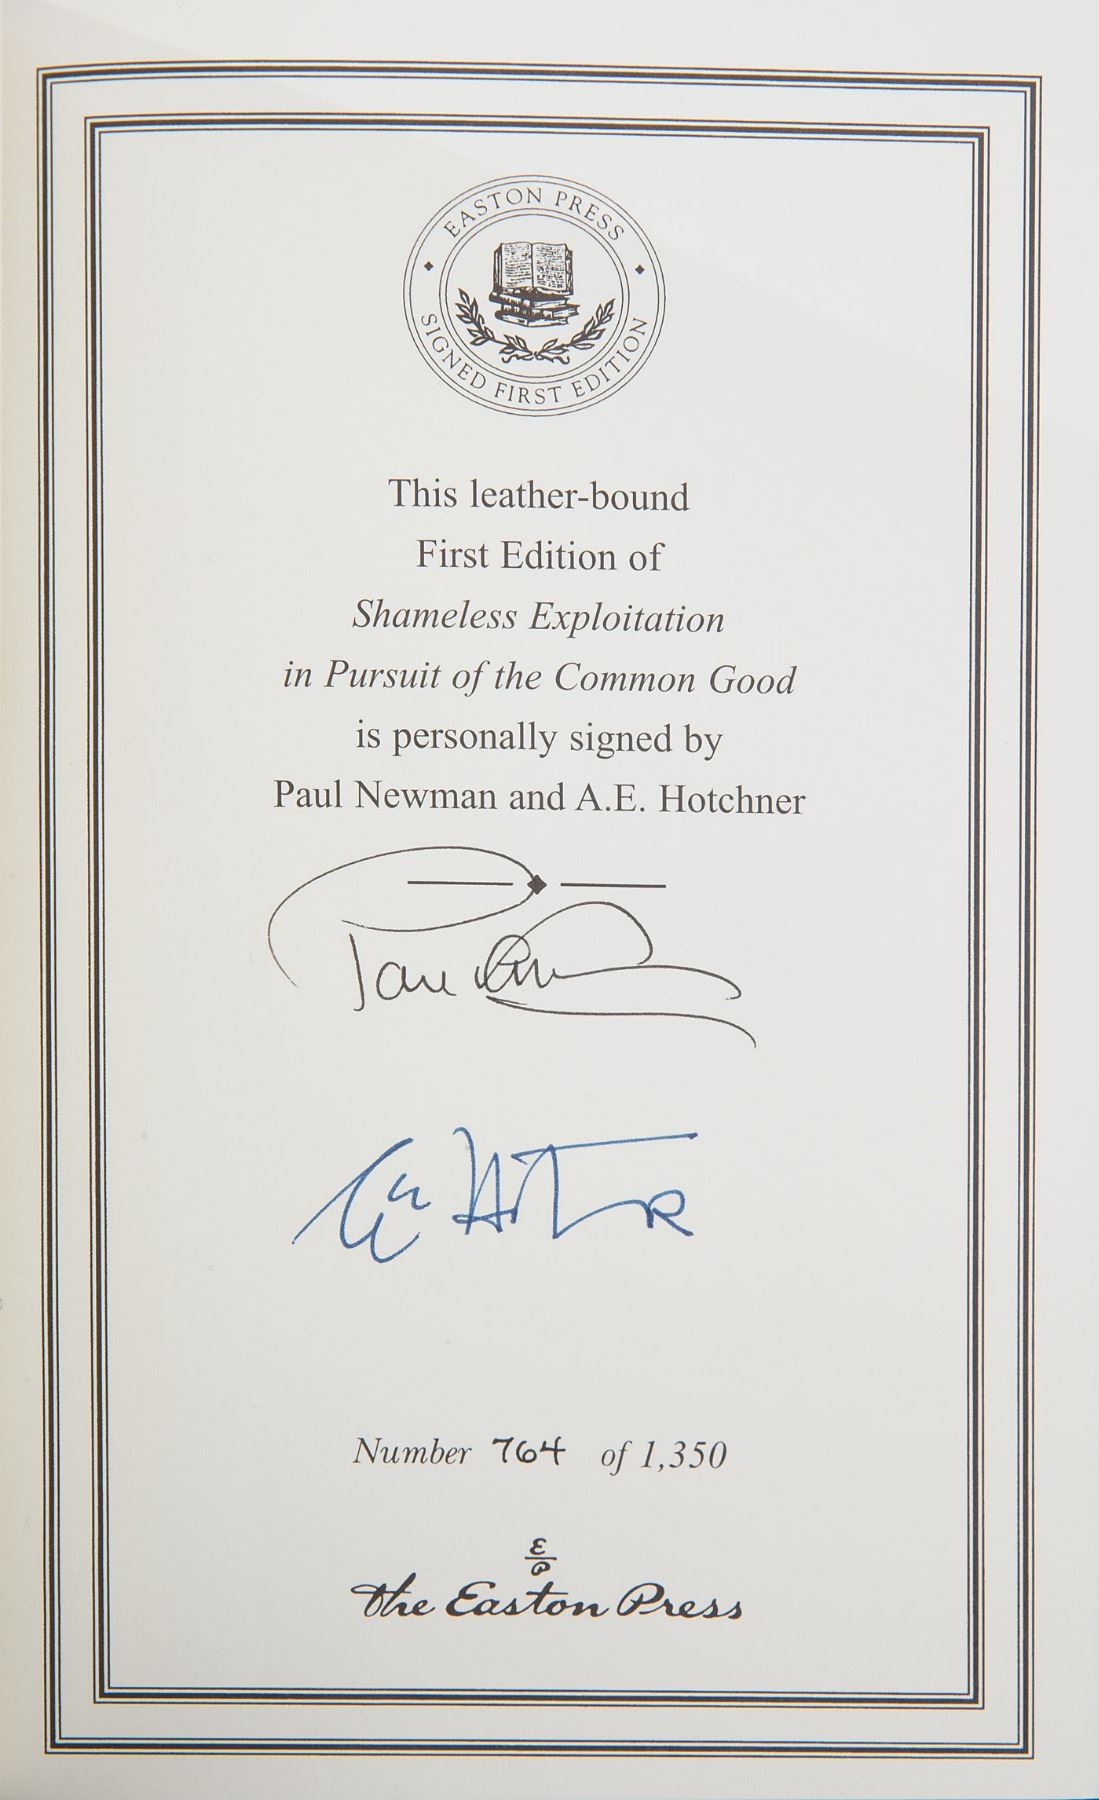 EASTON PRESS
SIGNED FIRST EDITION
This leather-bound
First Edition of
Shameless Exploitation
in Pursuit of the Common Good
is personally signed by
Paul Newman and A.E. Hotchner
Number 764 of 1,350
E
P
The Easton Press